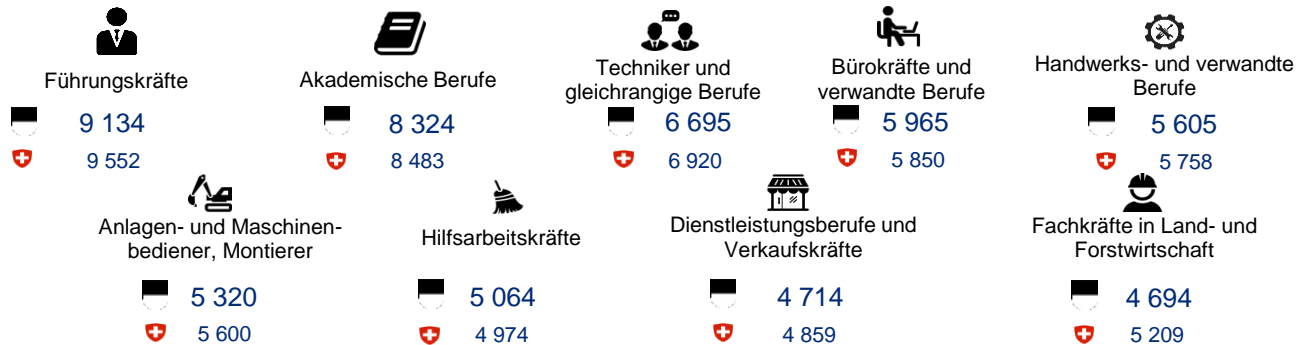 Führungskräfte
9 134
9 552
Akademische Berufe
8 324
8 483
Techniker und
gleichrangige Berufe
6 695
6 920
Bürokräfte und
verwandte Berufe
5 965
5 850
Handwerks- und verwandte
Berufe
5 605
5 758
Anlagen- und Maschinen-
bediener, Montierer
5 320
5 600
Hilfsarbeitskräfte
5 064
4 974
Dienstleistungsberufe und
Verkaufskräfte
4 714
4 859
Fachkräfte in Land- und
Forstwirtschaft
4 694
5 209